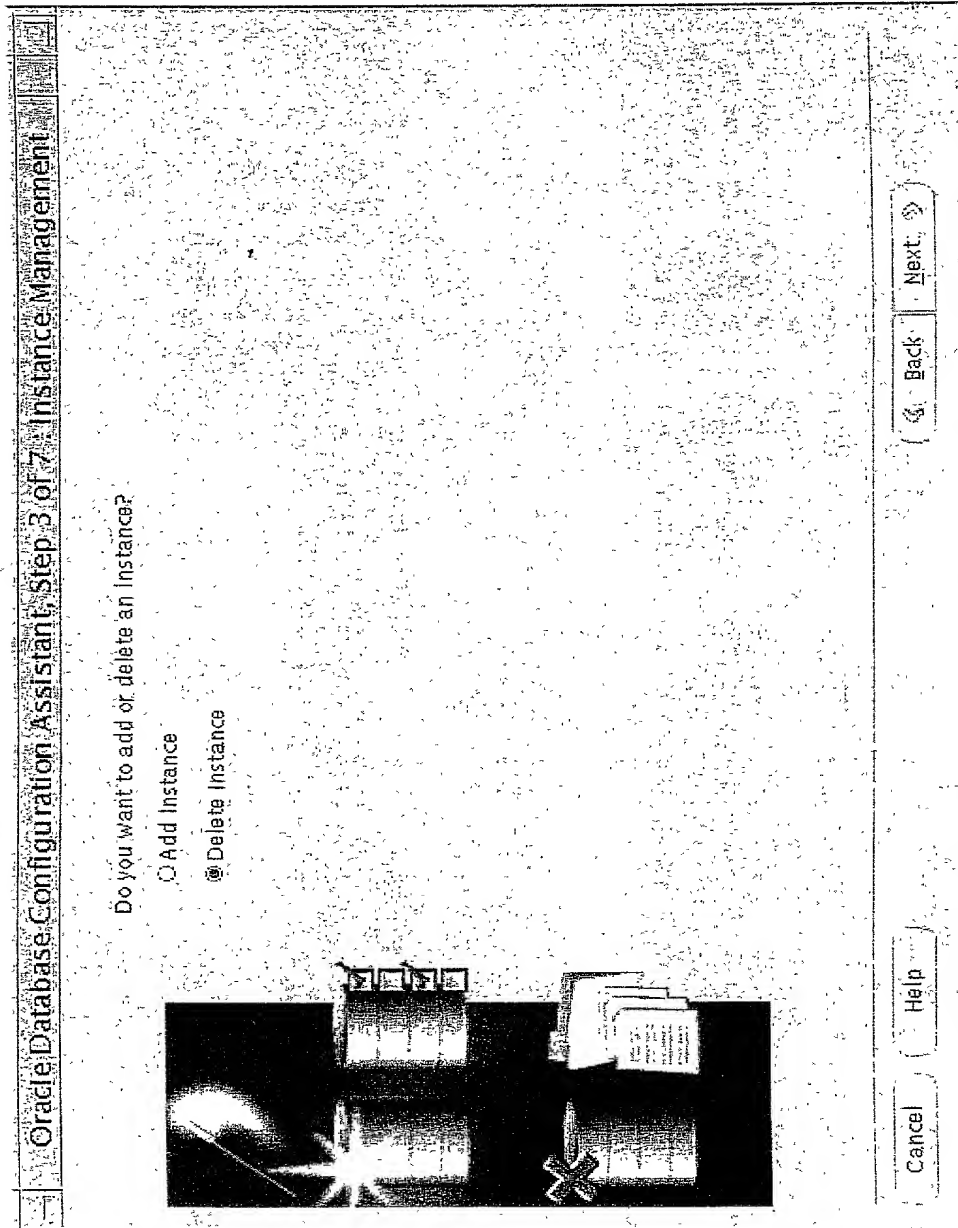 Oracle Database Configuration Assistant, Step 3 of 7 : Instance Management
Do you want to add or delete an instance?
Add Instance
Delete Instance
Cancel
Help
Back
Next